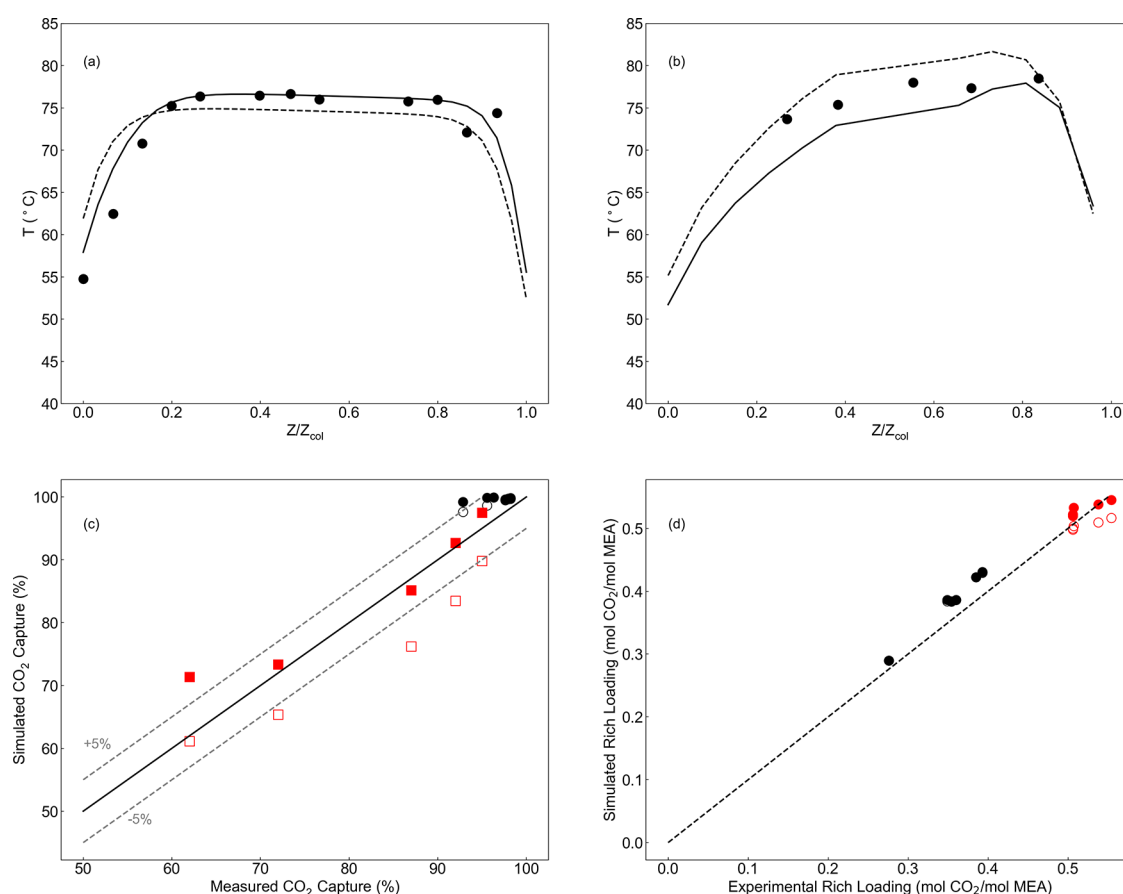 85
80
75
70
65
60
55
50
45
40
T ( ° C)
(a)
0.0 0.2 0.4 0.6 0.8 1.0
Z/Zcol
85
80
75
70
65
60
55
50
45
40
T ( ° C)
(b)
0.0 0.2 0.4 0.6 0.8 1.0
Z/Zcol
100
90
80
70
60
50
Simulated CO2 Capture (%)
(c)
+5%
-5%
50 60 70 80 90 100
Measured CO2 Capture (%)
0.5
0.4
0.3
0.2
0.1
0.0
Simulated Rich Loading (mol CO2/mol MEA)
(d)
0.0 0.1 0.2 0.3 0.4 0.5
Experimental Rich Loading (mol CO2/mol MEA)